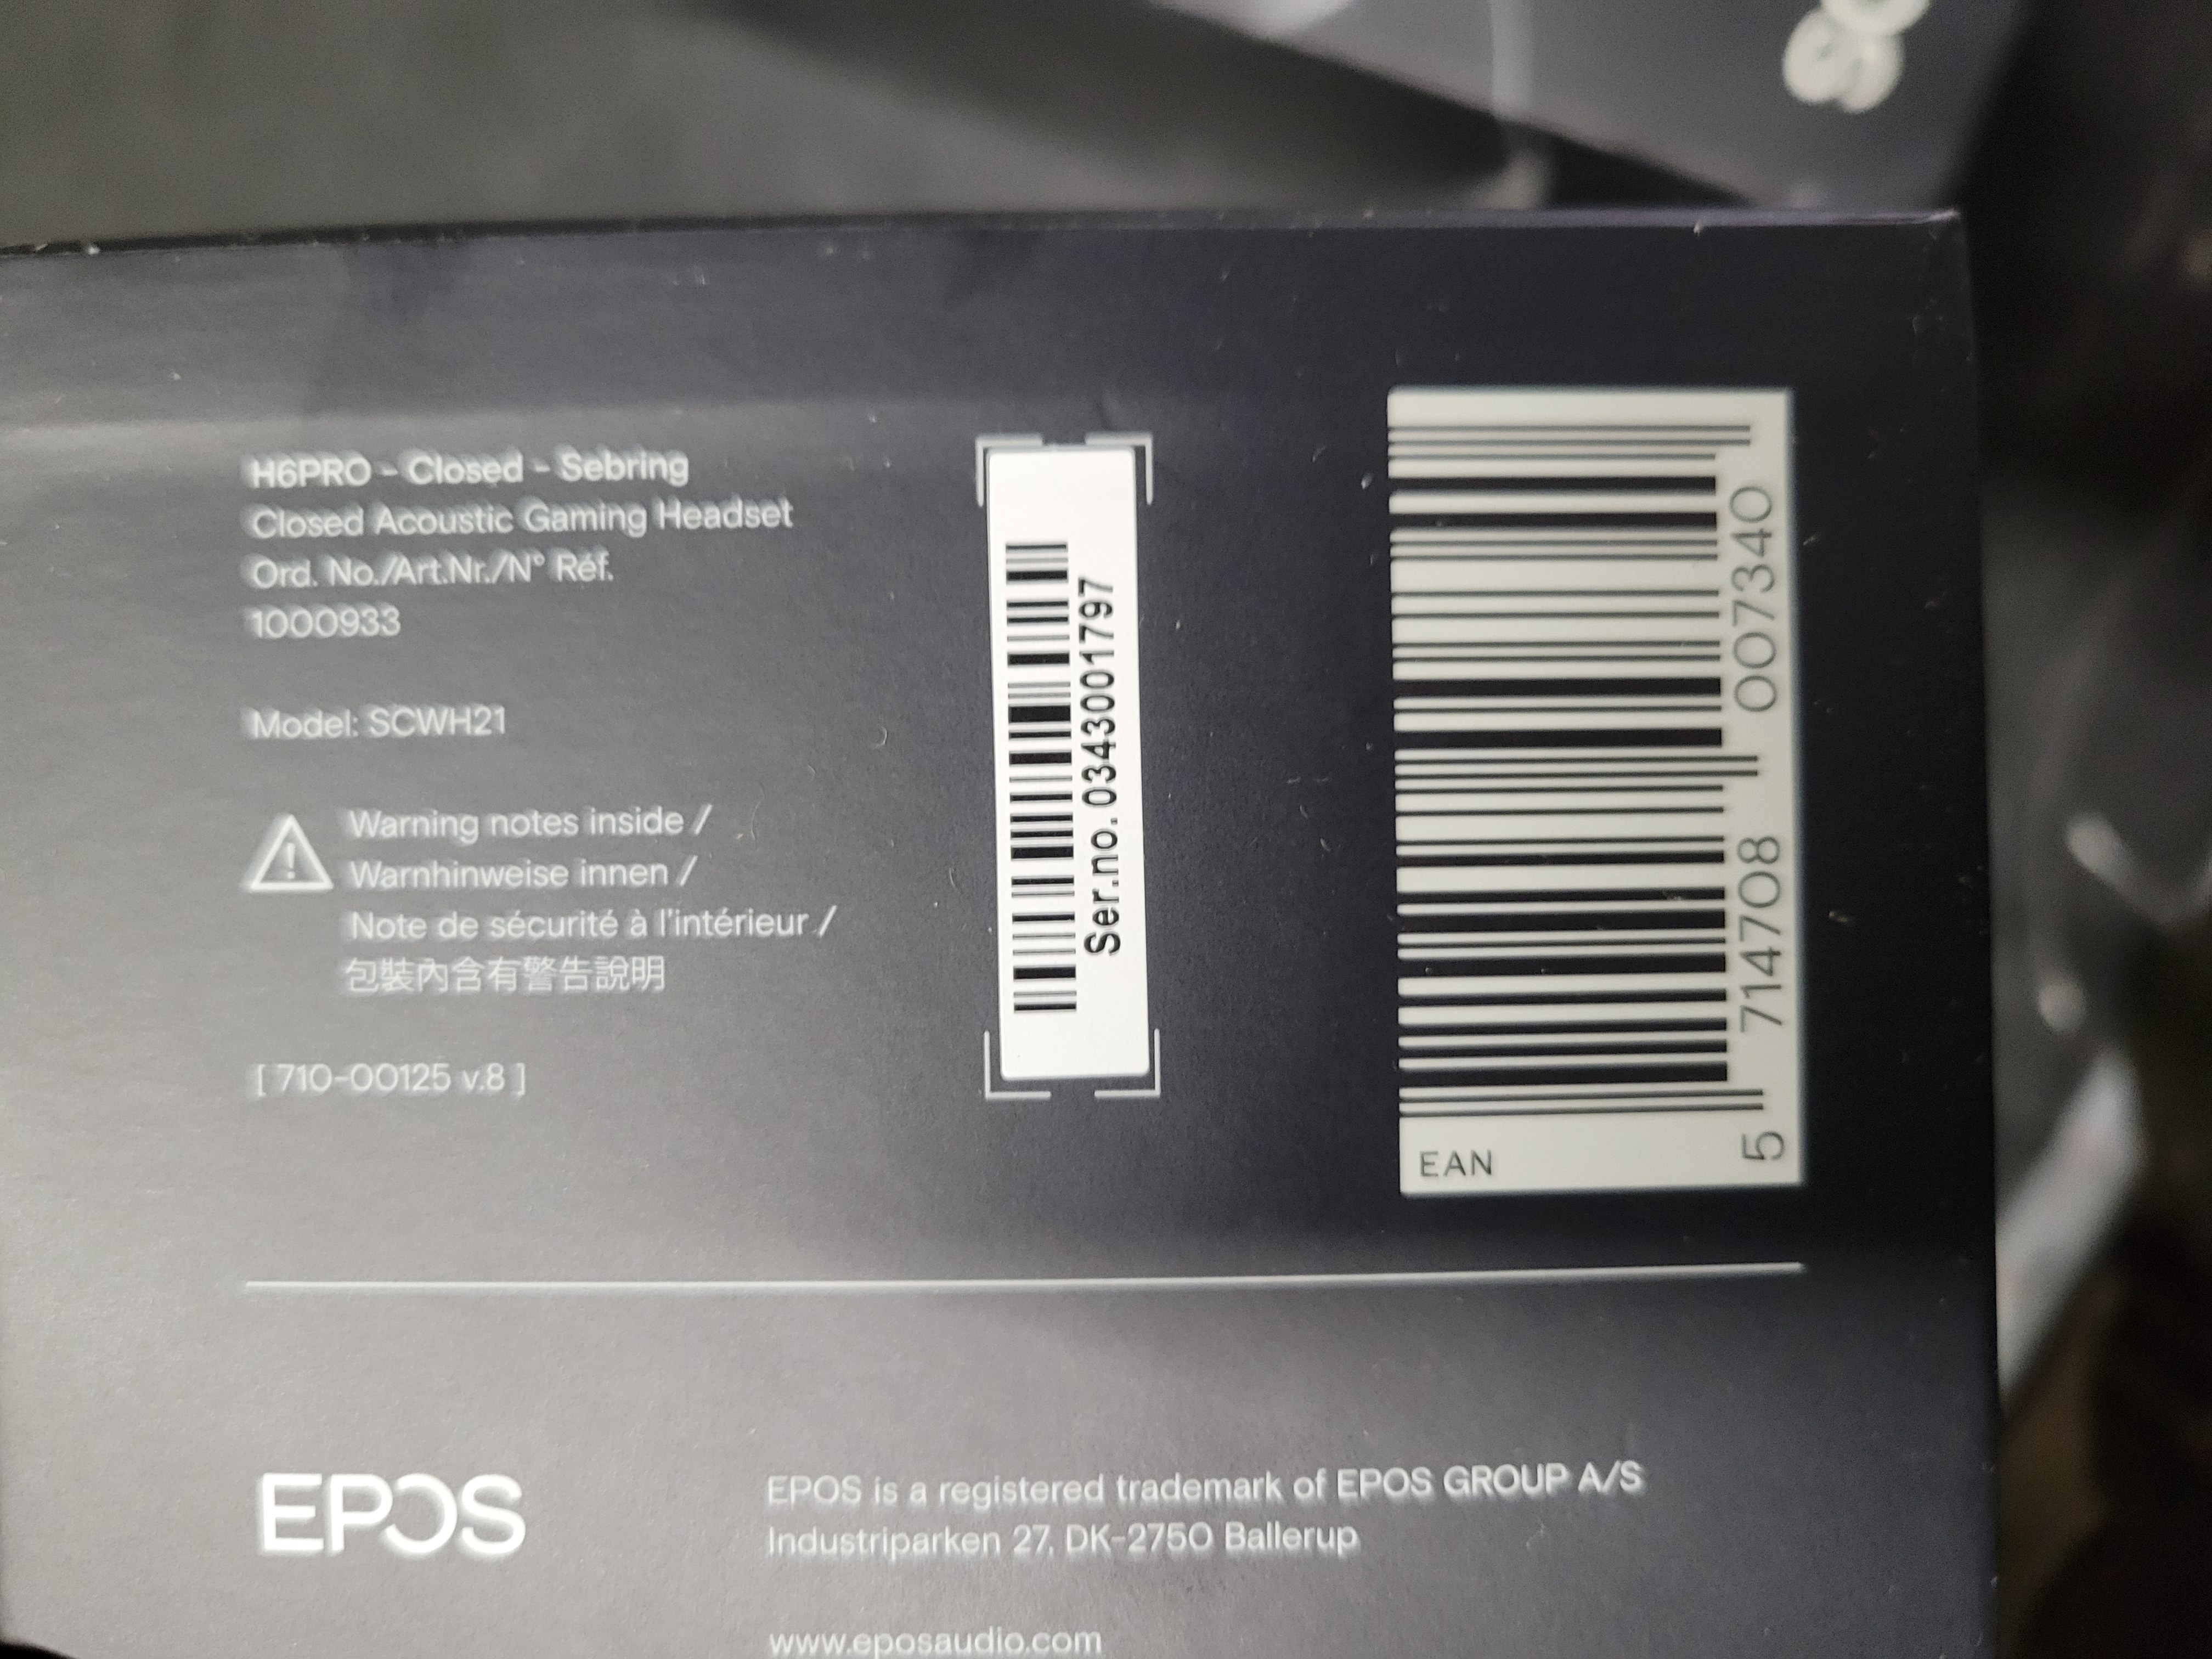 H6PRO - Closed - Sebring
Closed Acoustic Gaming Headset
Ord. No./Art.Nr./N° Réf.
1000933
Model: SCWH21
Warning notes inside /
Warnhinweise innen /
Note de sécurité à l'intérieur /
包裝內含有警告說明
[ 710-00125 v.8 ]
Ser.no. 0343001797
EAN
5 714708 007340
EPOS
EPOS is a registered trademark of EPOS GROUP A/S
Industriparken 27, DK-2750 Ballerup
www.eposaudio.com